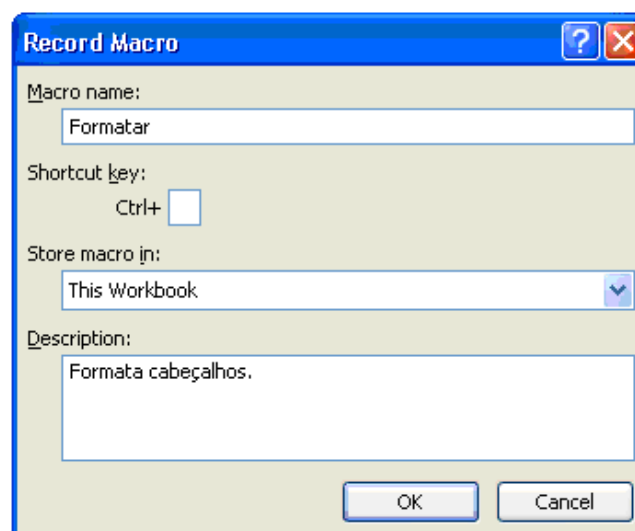 Record Macro
Macro name:
Formatar
Shortcut key:
Ctrl+
Store macro in:
This Workbook
Description:
Formata cabeçalhos.
OK Cancel